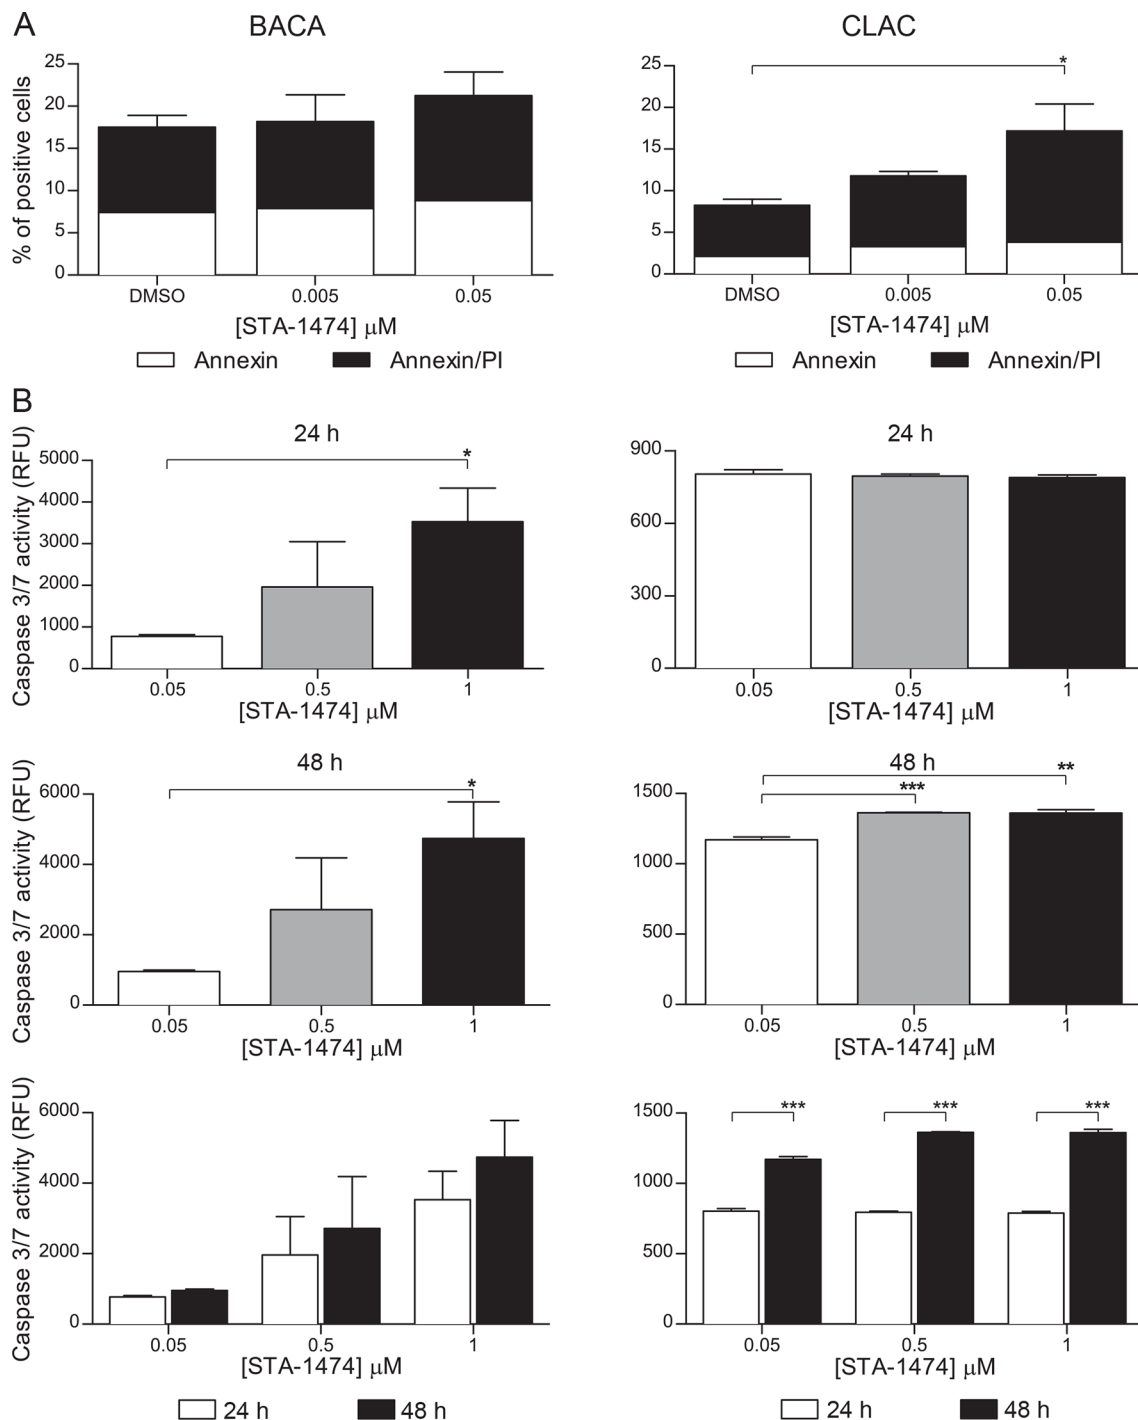 A
BACA
CLAC
% of positive cells
25
20
15
10
5
0
DMSO
0.005
0.05
[STA-1474] µM
Annexin
Annexin/PI
*
25
20
15
10
5
0
DMSO
0.005
0.05
[STA-1474] µM
Annexin
Annexin/PI
B
24 h
Caspase 3/7 activity (RFU)
*
5000
4000
3000
2000
1000
0
0.05
0.5
1
[STA-1474] µM
24 h
900
600
300
0
0.05
0.5
1
[STA-1474] µM
48 h
Caspase 3/7 activity (RFU)
*
6000
4000
2000
0
0.05
0.5
1
[STA-1474] µM
48 h
**
***
1500
1000
500
0
0.05
0.5
1
[STA-1474] µM
Caspase 3/7 activity (RFU)
6000
4000
2000
0
0.05
0.5
1
[STA-1474] µM
24 h
48 h
***
***
***
1500
1000
500
0
0.05
0.5
1
[STA-1474] µM
24 h
48 h